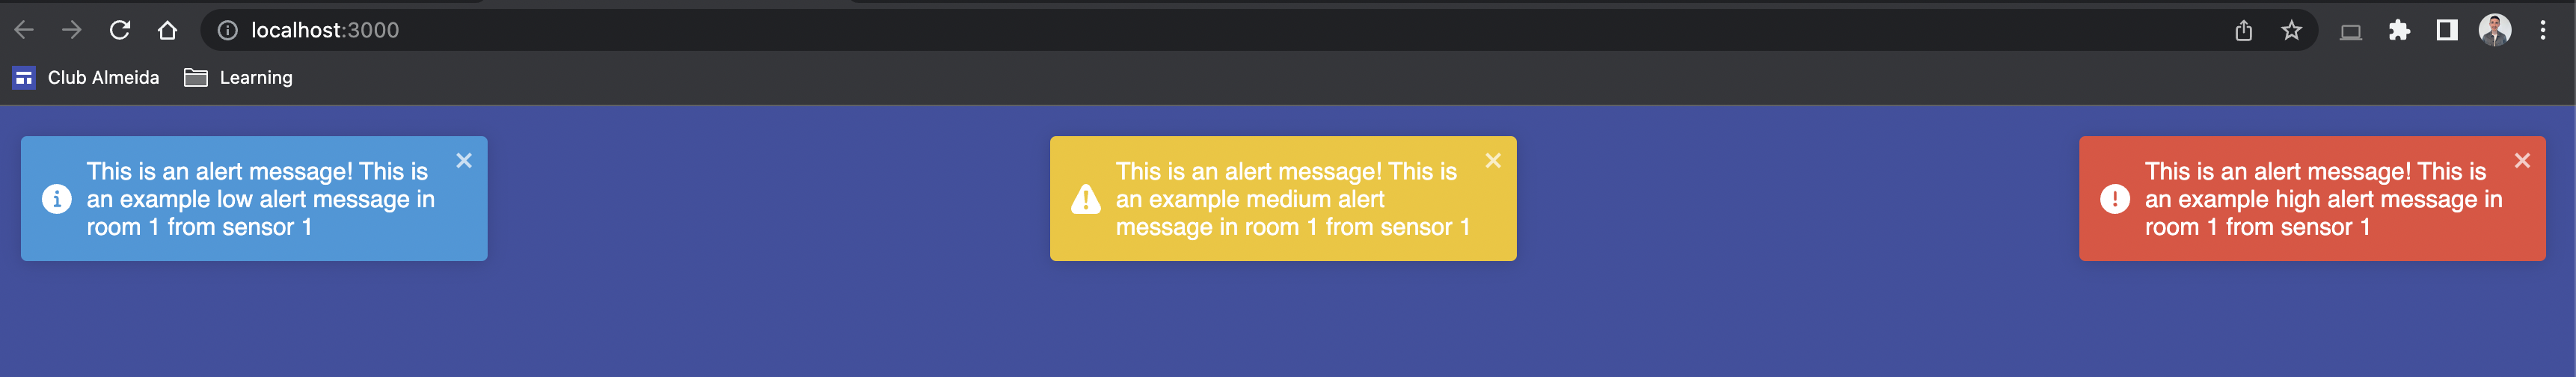 localhost:3000
Club Almeida Learning
This is an alert message! This is
an example low alert message in
room 1 from sensor 1
This is an alert message! This is
an example medium alert
message in room 1 from sensor 1
This is an alert message! This is
an example high alert message in
room 1 from sensor 1